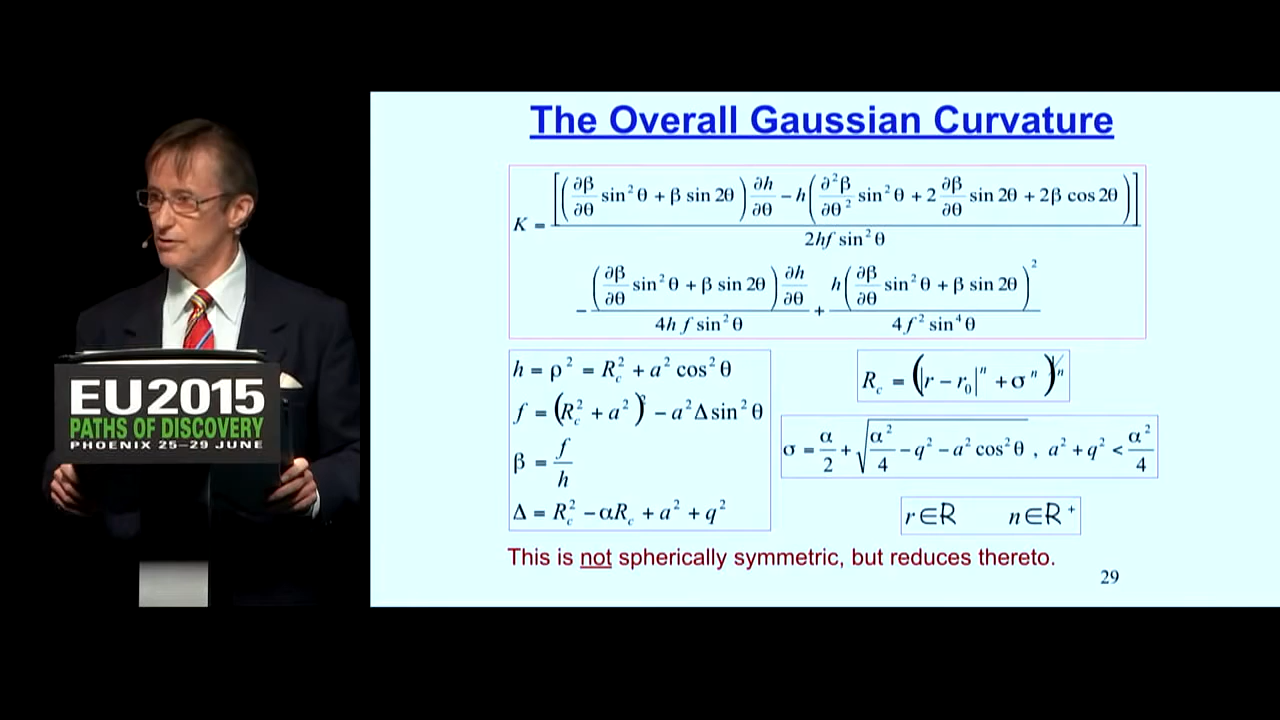 The Overall Gaussian Curvature
K = [(∂β/∂θ sin²θ + β sin 2θ) ∂h/∂θ − h(∂²β/∂θ² sin²θ + 2 ∂β/∂θ sin 2θ + 2β cos 2θ)] / 2hf sin²θ
− (∂β/∂θ sin²θ + β sin 2θ) ∂h/∂θ / 4h f sin²θ + h(∂β/∂θ sin²θ + β sin 2θ)² / 4f² sin⁴θ
h = ρ² = R_c² + a² cos²θ
f = (R_c² + a²)² − a²Δ sin²θ
β = f/h
Δ = R_c² − αR_c + a² + q²
R_c = (|r − r₀|ⁿ + σⁿ)^(1/n)
σ = α/2 + √(α²/4 − q² − a² cos²θ) , a² + q² < α²/4
r∈ℝ n∈ℝ⁺
This is not spherically symmetric, but reduces thereto.
29
EU2015
PATHS OF DISCOVERY
PHOENIX 25–29 JUNE